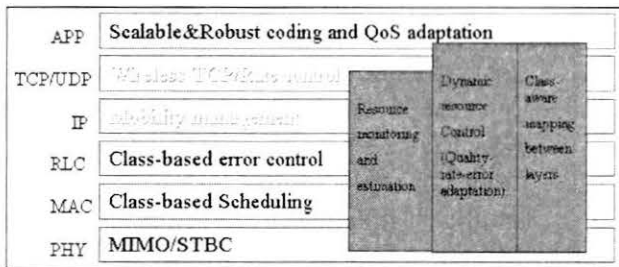 APP Scalable&Robust coding and QoS adaptation
TCP/UDP Wireless TCP/Rate control
IP Mobility management
RLC Class-based error control
MAC Class-based Scheduling
PHY MIMO/STBC
Resource
monitoring
and
estimation
Dynamic
resource
Control
(Quality-
rate-error
adaptation)
Class-
aware
mapping
between
layers